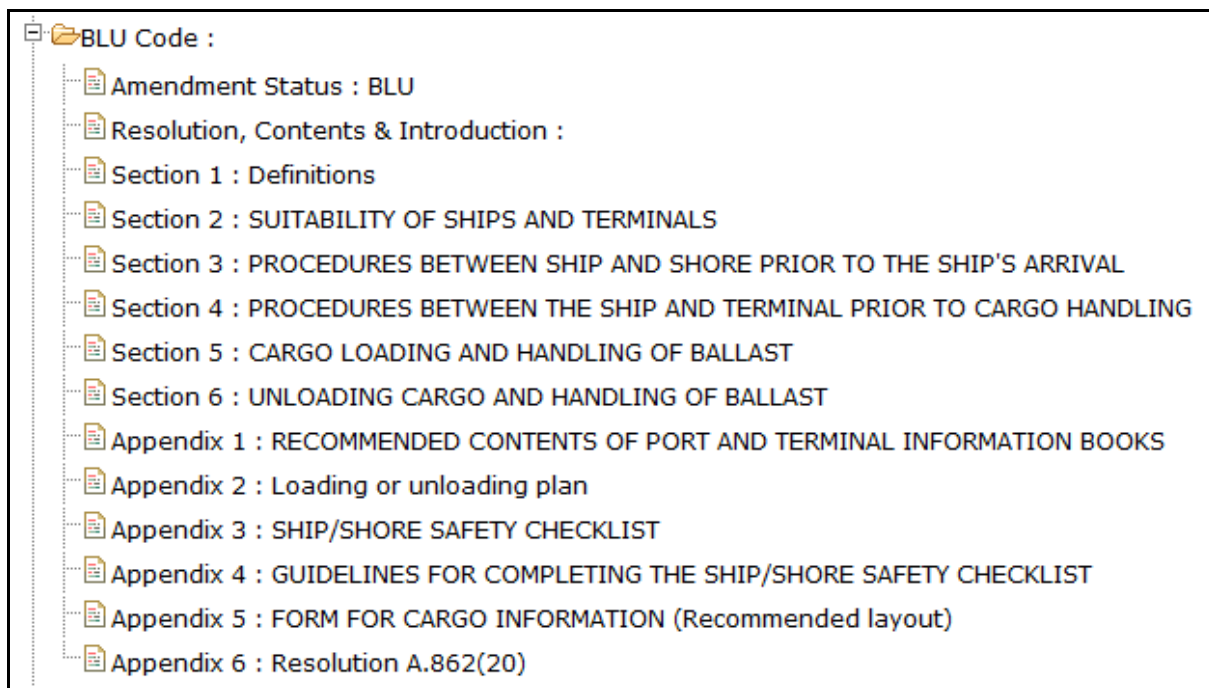 BLU Code :
Amendment Status : BLU
Resolution, Contents & Introduction :
Section 1 : Definitions
Section 2 : SUITABILITY OF SHIPS AND TERMINALS
Section 3 : PROCEDURES BETWEEN SHIP AND SHORE PRIOR TO THE SHIP'S ARRIVAL
Section 4 : PROCEDURES BETWEEN THE SHIP AND TERMINAL PRIOR TO CARGO HANDLING
Section 5 : CARGO LOADING AND HANDLING OF BALLAST
Section 6 : UNLOADING CARGO AND HANDLING OF BALLAST
Appendix 1 : RECOMMENDED CONTENTS OF PORT AND TERMINAL INFORMATION BOOKS
Appendix 2 : Loading or unloading plan
Appendix 3 : SHIP/SHORE SAFETY CHECKLIST
Appendix 4 : GUIDELINES FOR COMPLETING THE SHIP/SHORE SAFETY CHECKLIST
Appendix 5 : FORM FOR CARGO INFORMATION (Recommended layout)
Appendix 6 : Resolution A.862(20)